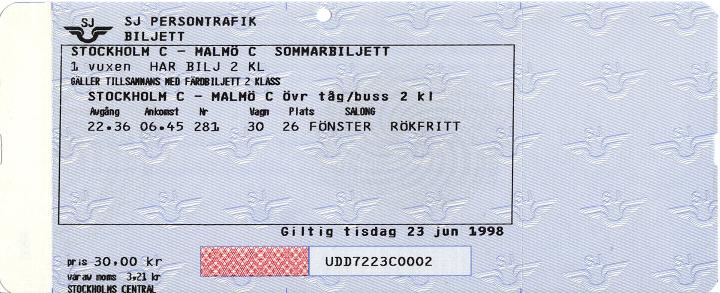 SJ
SJ PERSONTRAFIK
BILJETT
STOCKHOLM C - MALMÖ C SOMMARBILJETT
1 vuxen HAR BILJ 2 KL
GÄLLER TILLSAMMANS MED FÄRDBILJETT 2 KLASS
STOCKHOLM C - MALMÖ C Övr tåg/buss 2 kl
Avgång Ankomst Nr Vagn Plats SALONG
22.36 06.45 281 30 26 FÖNSTER RÖKFRITT
Giltig tisdag 23 jun 1998
pris 30,00 kr
UDD7223C0002
varav moms 3,21 kr
STOCKHOLMS CENTRAL